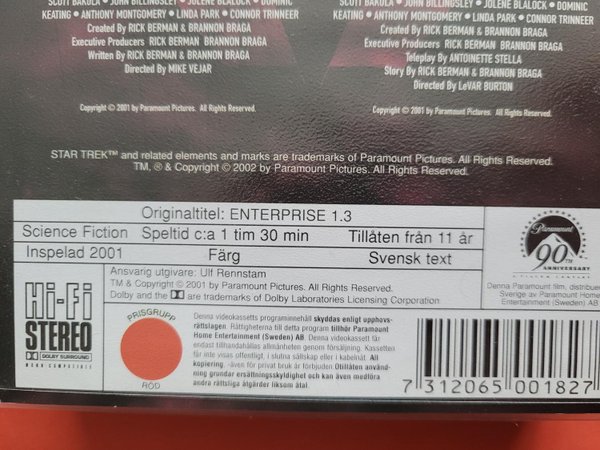 SCOTT BAKULA • JOHN BILLINGSLEY • JOLENE BLALOCK • DOMINIC
KEATING • ANTHONY MONTGOMERY • LINDA PARK • CONNOR TRINNEER
Created By RICK BERMAN & BRANNON BRAGA
Executive Producers RICK BERMAN BRANNON BRAGA
Written By RICK BERMAN & BRANNON BRAGA
Directed By MIKE VEJAR
Copyright © 2001 by Paramount Pictures. All Rights Reserved.
SCOTT BAKULA • JOHN BILLINGSLEY • JOLENE BLALOCK • DOMINIC
KEATING • ANTHONY MONTGOMERY • LINDA PARK • CONNOR TRINNEER
Created By RICK BERMAN & BRANNON BRAGA
Executive Producers RICK BERMAN & BRANNON BRAGA
Teleplay By ANTOINETTE STELLA
Story By RICK BERMAN & BRANNON BRAGA
Directed By LeVAR BURTON
Copyright © 2001 by Paramount Pictures. All Rights Reserved.
STAR TREK™ and related elements and marks are trademarks of Paramount Pictures. All Rights Reserved.
TM, ® & Copyright © 2002 by Paramount Pictures. All Rights Reserved.
Originaltitel: ENTERPRISE 1.3
Science Fiction Speltid c:a 1 tim 30 min Tillåten från 11 år
Inspelad 2001 Färg Svensk text
Ansvarig utgivare: Ulf Rennstam
TM & Copyright © 2001 by Paramount Pictures. All Rights Reserved.
Dolby and the DD are trademarks of Dolby Laboratories Licensing Corporation.
Paramount
90TH
ANNIVERSARY
Denna Paramount film, distribue
Sverige av Paramount Home
Entertainment (Sweden) AB
Hi-Fi
STEREO
DOLBY SURROUND
MONO COMPATIBLE
PRISGRUPP
RÖD
Denna videokassetts programinnehåll skyddas enligt upphovs-
rättslagen. Rättigheterna till detta program tillhör Paramount
Home Entertainment (Sweden) AB. Denna videokassett får
endast tillhandahållas allmänheten genom försäljning. Kassetten
får inte visas offentligt, i slutna sällskap eller i kabelnät. All
kopiering, -även för privat bruk är förbjuden Otillåten använd-
ning grundar ersättningsskyldighet och kan även medföra
andra rättsliga åtgärder liksom åtal.
7 312065 001827